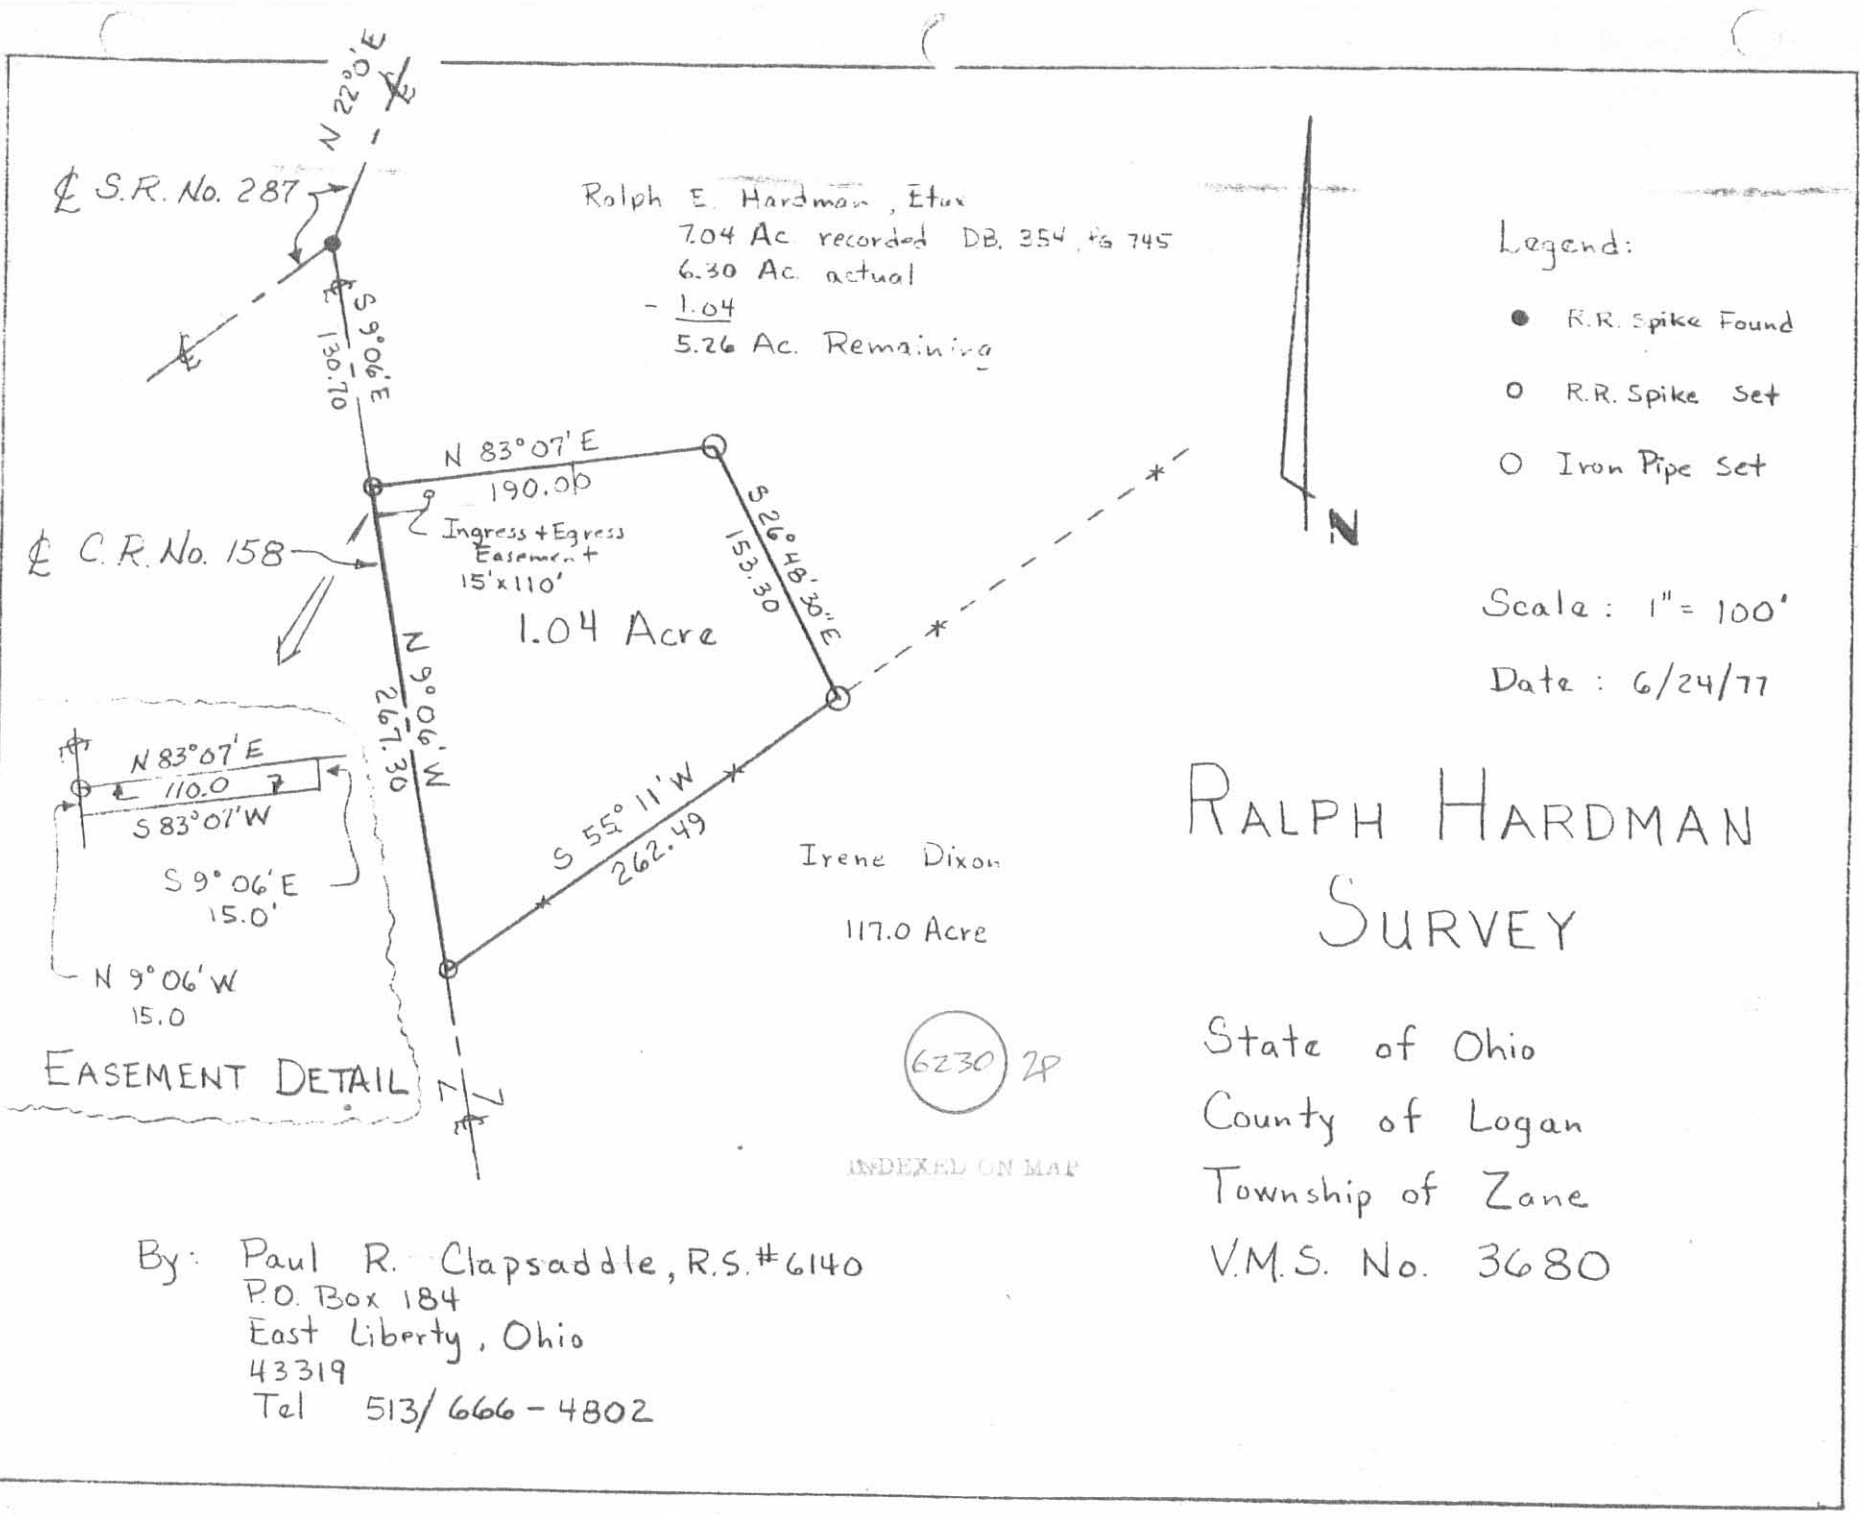 N 22°0'E
℄
℄ S.R. No. 287
℄
℄
S 9°06'E
130.70
Ralph E. Hardman, Etux
7.04 Ac. recorded DB. 354, PG 745
6.30 Ac. actual
- 1.04
5.26 Ac. Remaining
Legend:
R.R. Spike Found
R.R. Spike Set
Iron Pipe Set
N
Scale: 1" = 100'
Date: 6/24/77
N 83°07'E
190.00
Ingress + Egress
Easement
15'x110'
S 26°48'30"E
153.30
℄ C.R. No. 158
1.04 Acre
N 9°06'W
267.30
S 55°11'W
262.49
N 83°07'E
110.0
S 83°07'W
S 9°06'E
15.0'
N 9°06'W
15.0
EASEMENT DETAIL
℄
Irene Dixon
117.0 Acre
6230 2P
INDEXED ON MAP
RALPH HARDMAN
SURVEY
State of Ohio
County of Logan
Township of Zane
V.M.S. No. 3680
By: Paul R. Clapsaddle, R.S. #6140
P.O. Box 184
East Liberty, Ohio
43319
Tel 513/666-4802